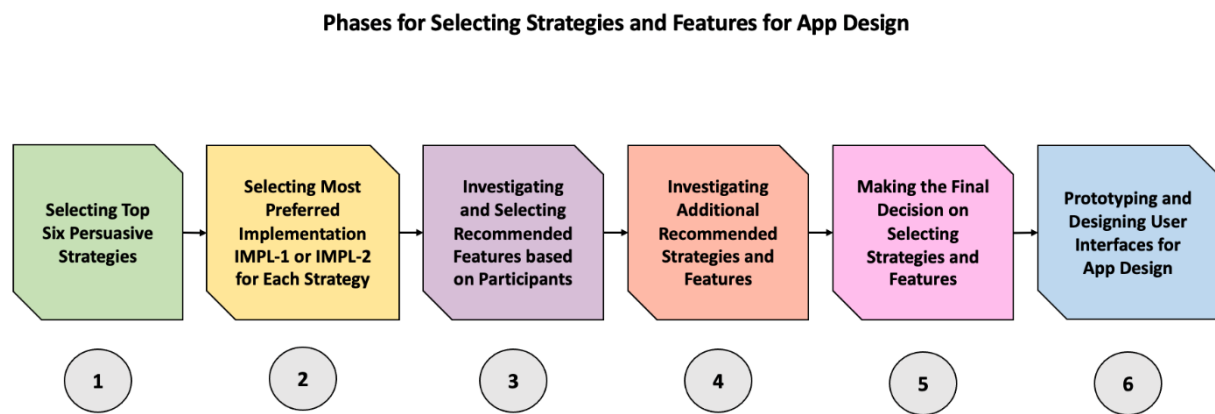 Phases for Selecting Strategies and Features for App Design
Selecting Top
Six Persuasive
Strategies
Selecting Most
Preferred
Implementation
IMPL-1 or IMPL-2
for Each Strategy
Investigating
and Selecting
Recommended
Features based
on Participants
Investigating
Additional
Recommended
Strategies and
Features
Making the Final
Decision on
Selecting
Strategies and
Features
Prototyping and
Designing User
Interfaces for
App Design
1
2
3
4
5
6